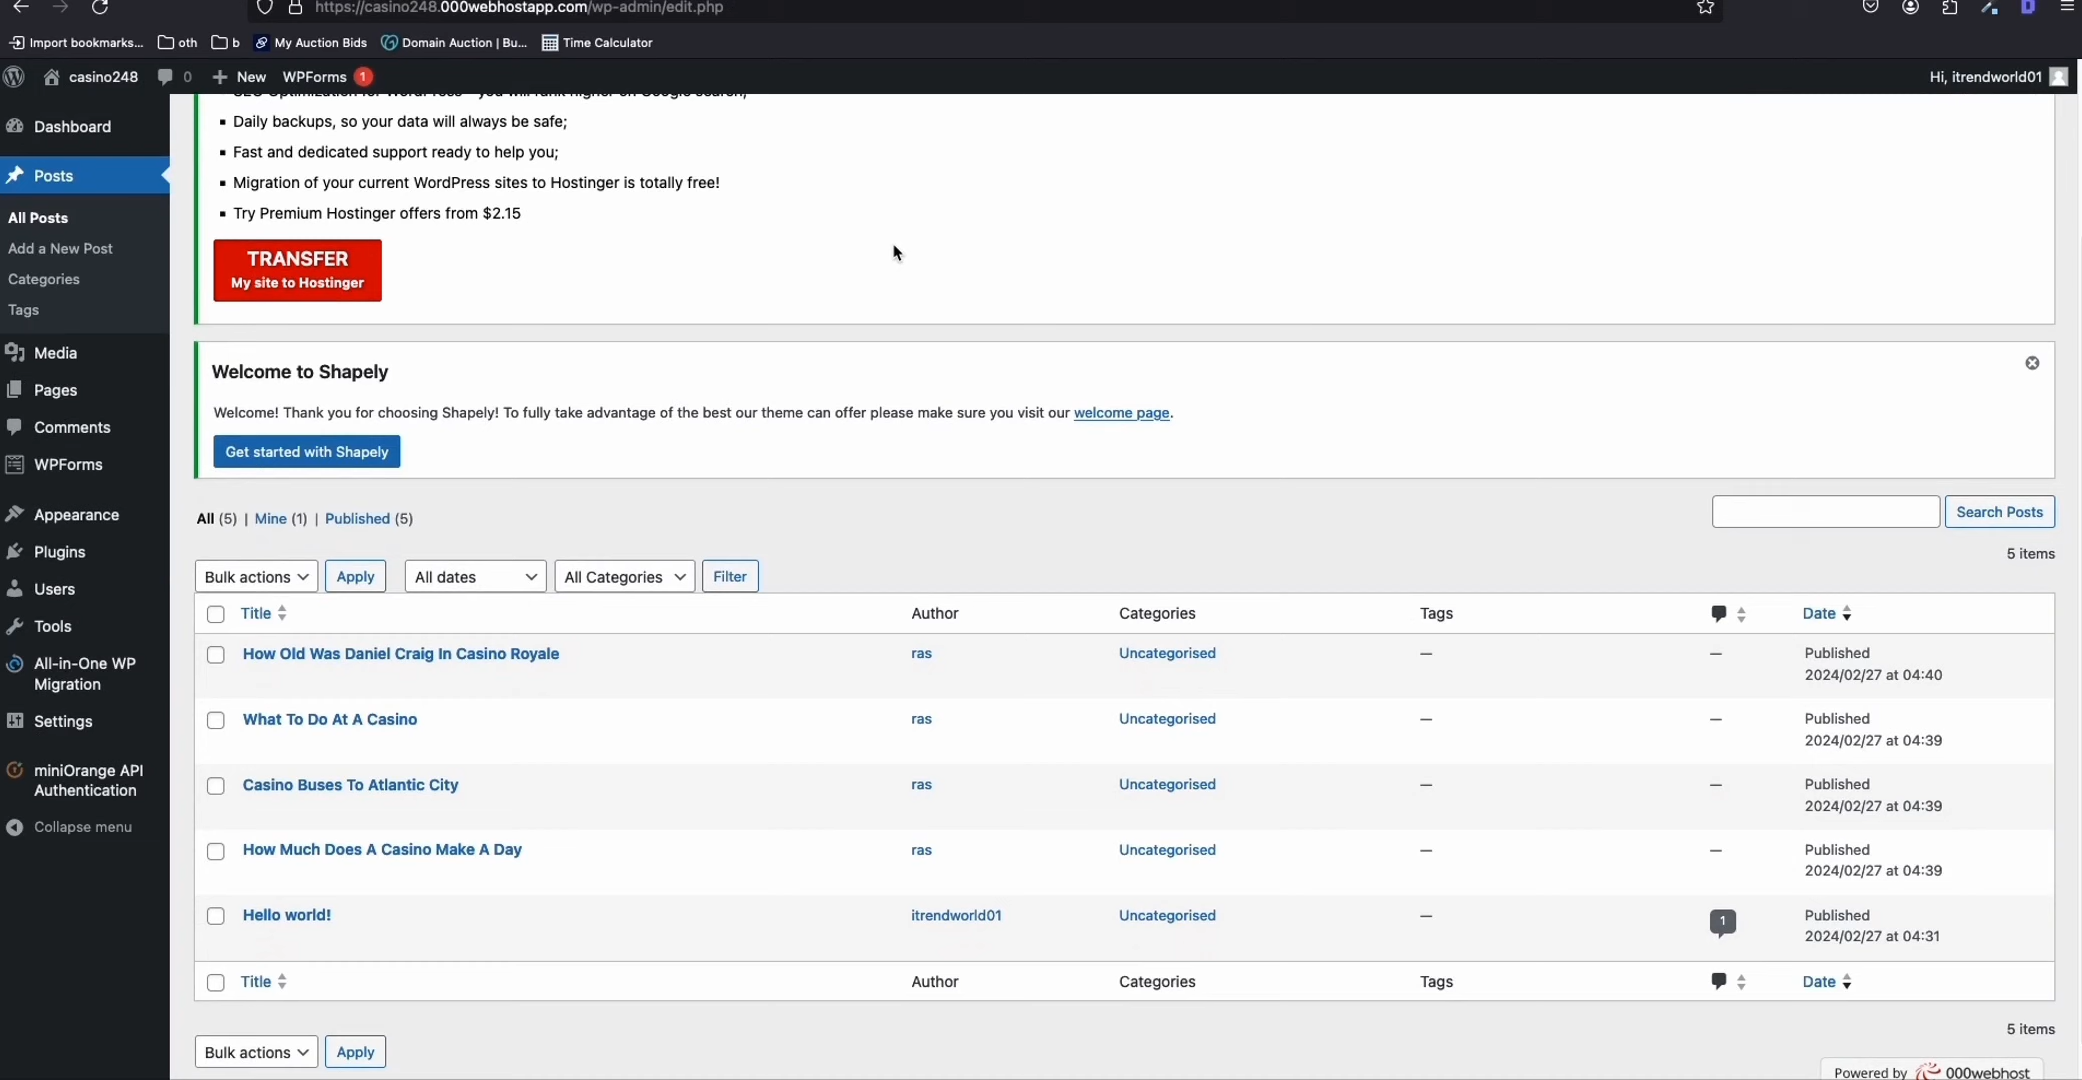 https://casino248.000webhostapp.com/wp-admin/edit.php
Import bookmarks... oth b My Auction Bids Domain Auction | Bu... Time Calculator
casino248 0 New WPForms 1 Hi, itrendworld01
Dashboard
Posts
All Posts
Add a New Post
Categories
Tags
Media
Pages
Comments
WPForms
Appearance
Plugins
Users
Tools
All-in-One WP
Migration
Settings
miniOrange API
Authentication
Collapse menu
SEO Optimization for WordPress - you will rank higher on Google search;
Daily backups, so your data will always be safe;
Fast and dedicated support ready to help you;
Migration of your current WordPress sites to Hostinger is totally free!
Try Premium Hostinger offers from $2.15
TRANSFER
My site to Hostinger
Welcome to Shapely
Welcome! Thank you for choosing Shapely! To fully take advantage of the best our theme can offer please make sure you visit our welcome page.
Get started with Shapely
All (5) | Mine (1) | Published (5)
Search Posts
5 items
Bulk actions Apply All dates All Categories Filter
Title Author Categories Tags Date
How Old Was Daniel Craig In Casino Royale ras Uncategorised — — Published
2024/02/27 at 04:40
What To Do At A Casino ras Uncategorised — — Published
2024/02/27 at 04:39
Casino Buses To Atlantic City ras Uncategorised — — Published
2024/02/27 at 04:39
How Much Does A Casino Make A Day ras Uncategorised — — Published
2024/02/27 at 04:39
Hello world! itrendworld01 Uncategorised — 1 Published
2024/02/27 at 04:31
Title Author Categories Tags Date
5 items
Bulk actions Apply
Powered by 000webhost